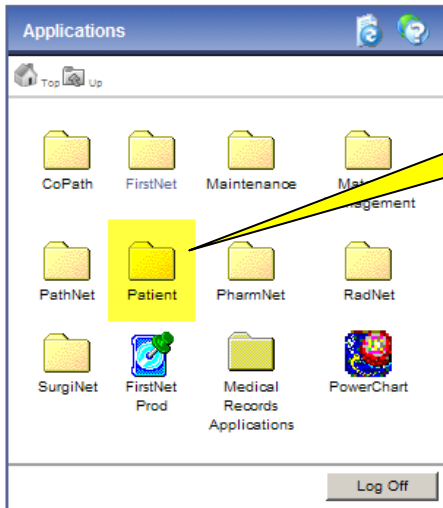 Applications
Top Up
CoPath FirstNet Maintenance
PathNet Patient PharmNet RadNet
SurgiNet FirstNet Medical PowerChart
Prod Records
Applications
Log Off